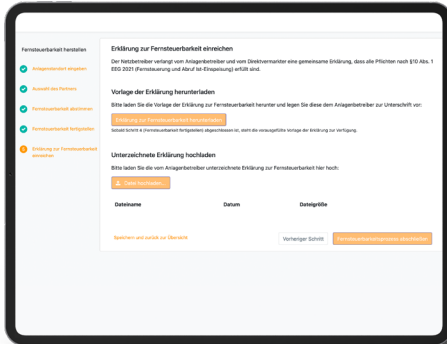 Fernsteuerbarkeit herstellen
Anlagenstandort eingeben
Auswahl des Partners
Fernsteuerbarkeit abstimmen
Fernsteuerbarkeit fertigstellen
Erklärung zur Fernsteuerbarkeit
einreichen
Erklärung zur Fernsteuerbarkeit einreichen
Der Netzbetreiber verlangt vom Anlagenbetreiber und vom Direktvermarkter eine gemeinsame Erklärung, dass alle Pflichten nach §10 Abs. 1
EEG 2021 (Fernsteuerung und Abruf Ist-Einspeisung) erfüllt sind.
Vorlage der Erklärung herunterladen
Bitte laden Sie die Vorlage der Erklärung zur Fernsteuerbarkeit herunter und legen Sie diese dem Anlagenbetreiber zur Unterschrift vor:
Erklärung zur Fernsteuerbarkeit herunterladen
Sobald Schritt 4 (Fernsteuerbarkeit fertigstellen) abgeschlossen ist, steht die vorausgefüllte Vorlage der Erklärung zur Verfügung.
Unterzeichnete Erklärung hochladen
Bitte laden Sie die vom Anlagenbetreiber unterzeichnete Erklärung zur Fernsteuerbarkeit hier hoch:
Datei hochladen...
Dateiname Datum Dateigröße
Speichern und zurück zur Übersicht
Vorheriger Schritt
Fernsteuerbarkeitsprozess abschließen